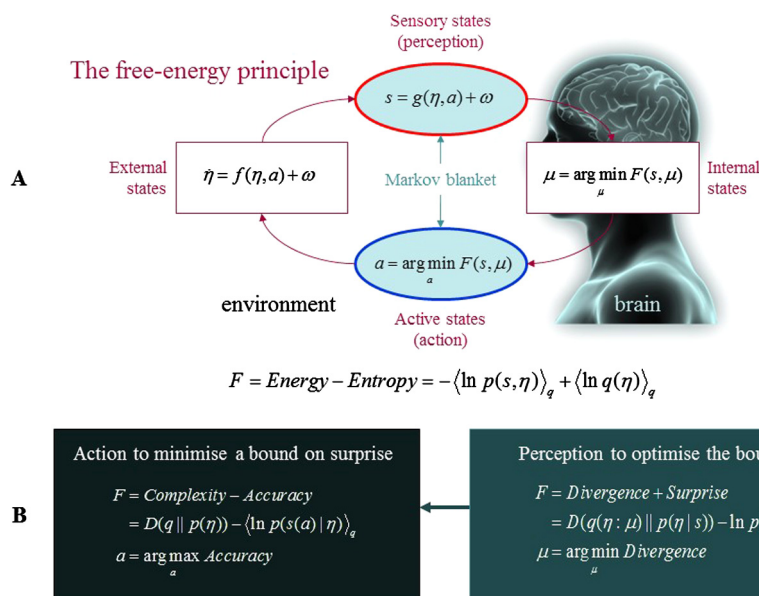 The free-energy principle
Sensory states
(perception)
s = g(η, a) + ω
External
states
A
η̇ = f(η, a) + ω
Markov blanket
μ = arg min F(s, μ)
μ
Internal
states
a = arg min F(s, μ)
a
environment
brain
Active states
(action)
F = Energy − Entropy = −⟨ln p(s, η)⟩q + ⟨ln q(η)⟩q
B
Action to minimise a bound on surprise
F = Complexity − Accuracy
= D(q || p(η)) − ⟨ln p(s(a) | η)⟩q
a = arg max Accuracy
a
Perception to optimise the bou
F = Divergence + Surprise
= D(q(η : μ) || p(η | s)) − ln p
μ = arg min Divergence
μ